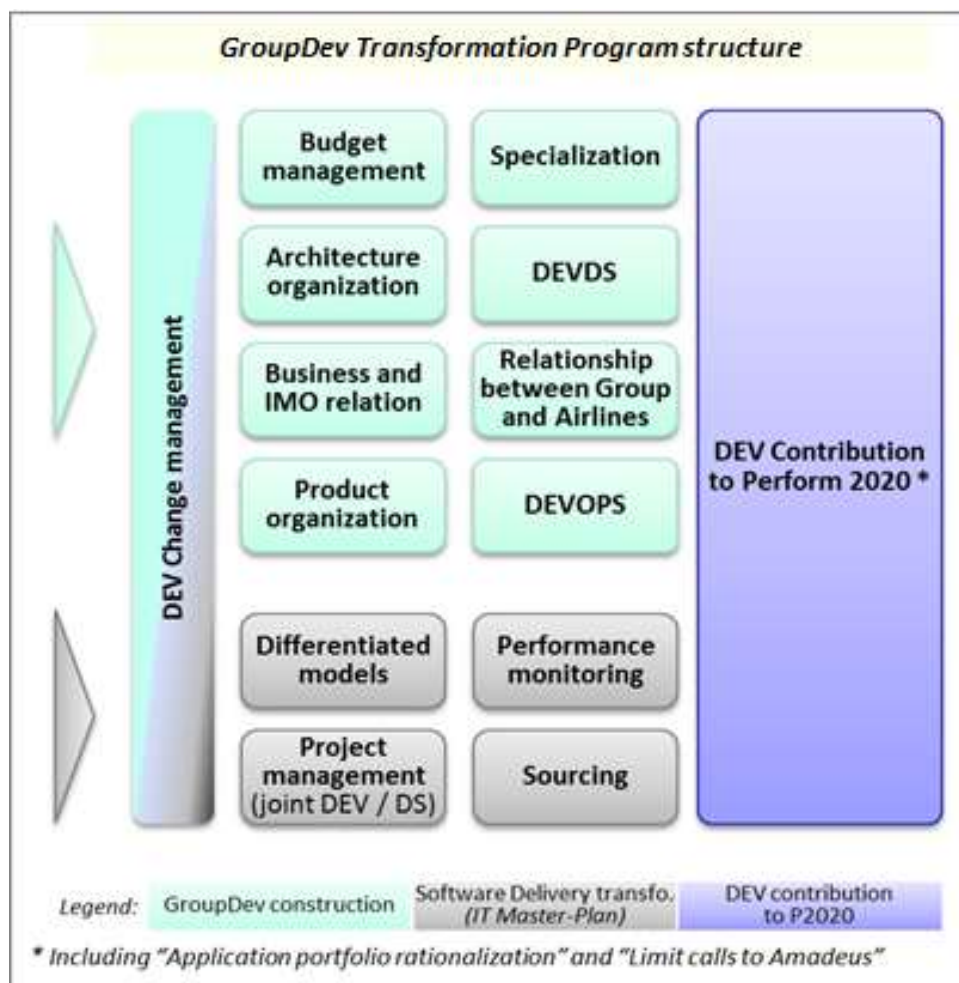 GroupDev Transformation Program structure
DEV Change management
Budget
management
Specialization
Architecture
organization
DEVDS
Business and
IMO relation
Relationship
between Group
and Airlines
Product
organization
DEVOPS
Differentiated
models
Performance
monitoring
Project
management
(joint DEV / DS)
Sourcing
DEV Contribution
to Perform 2020 *
Legend:
GroupDev construction
Software Delivery transfo.
(IT Master-Plan)
DEV contribution
to P2020
* Including "Application portfolio rationalization" and "Limit calls to Amadeus"